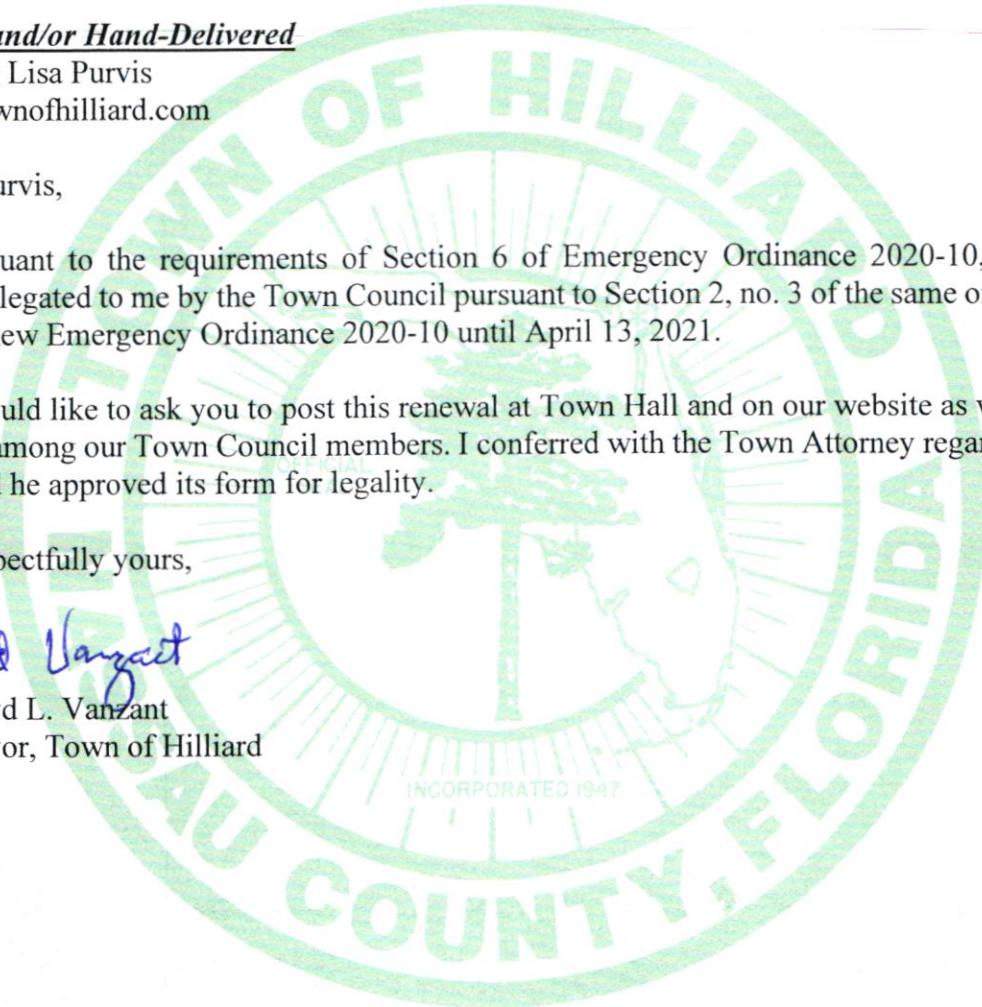 and/or Hand-Delivered
Lisa Purvis
wnofhilliard.com
urvis,
uant to the requirements of Section 6 of Emergency Ordinance 2020-10,
legated to me by the Town Council pursuant to Section 2, no. 3 of the same o
ew Emergency Ordinance 2020-10 until April 13, 2021.
uld like to ask you to post this renewal at Town Hall and on our website as w
among our Town Council members. I conferred with the Town Attorney regar
he approved its form for legality.
pectfully yours,
Vanzant
d L. Vanzant
or, Town of Hilliard
TOWN OF HILLIARD
NASSAU COUNTY, FLORIDA
OFFICIAL
INCORPORATED 1947